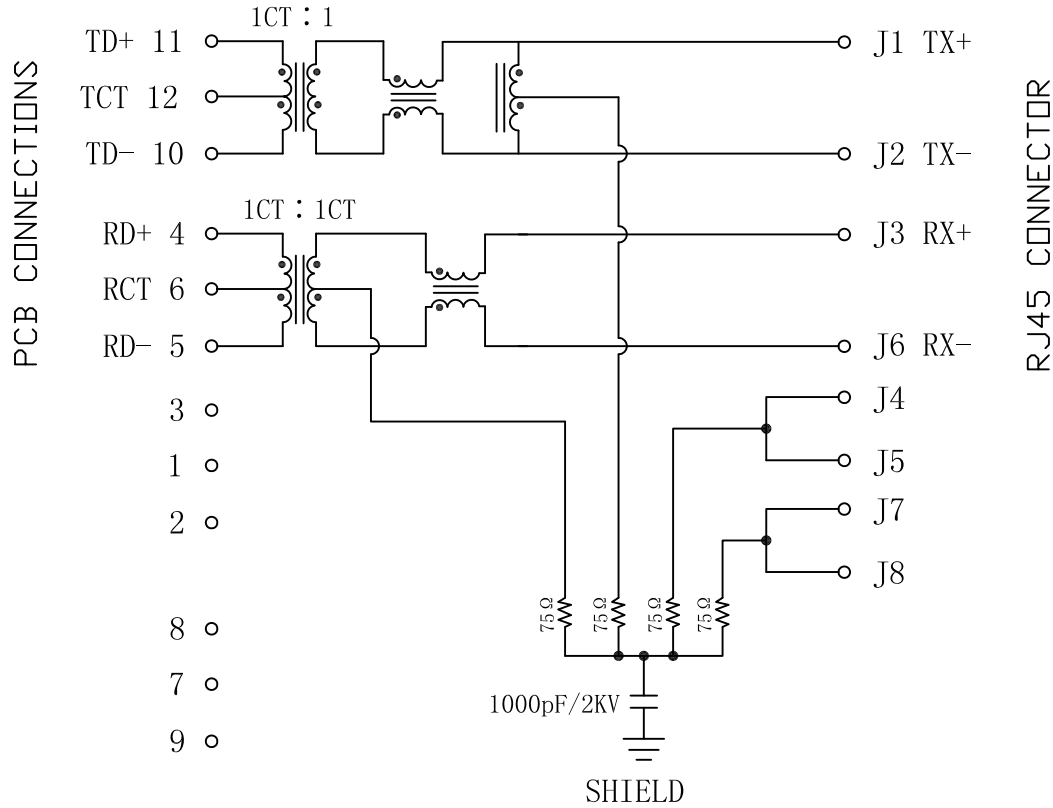 PCB CONNECTIONS
RJ45 CONNECTOR
1CT : 1
TD+ 11
J1 TX+
TCT 12
TD- 10
J2 TX-
1CT : 1CT
RD+ 4
J3 RX+
RCT 6
RD- 5
J6 RX-
3
J4
1
J5
2
J7
J8
75Ω
75Ω
75Ω
75Ω
8
7
1000pF/2KV
9
SHIELD